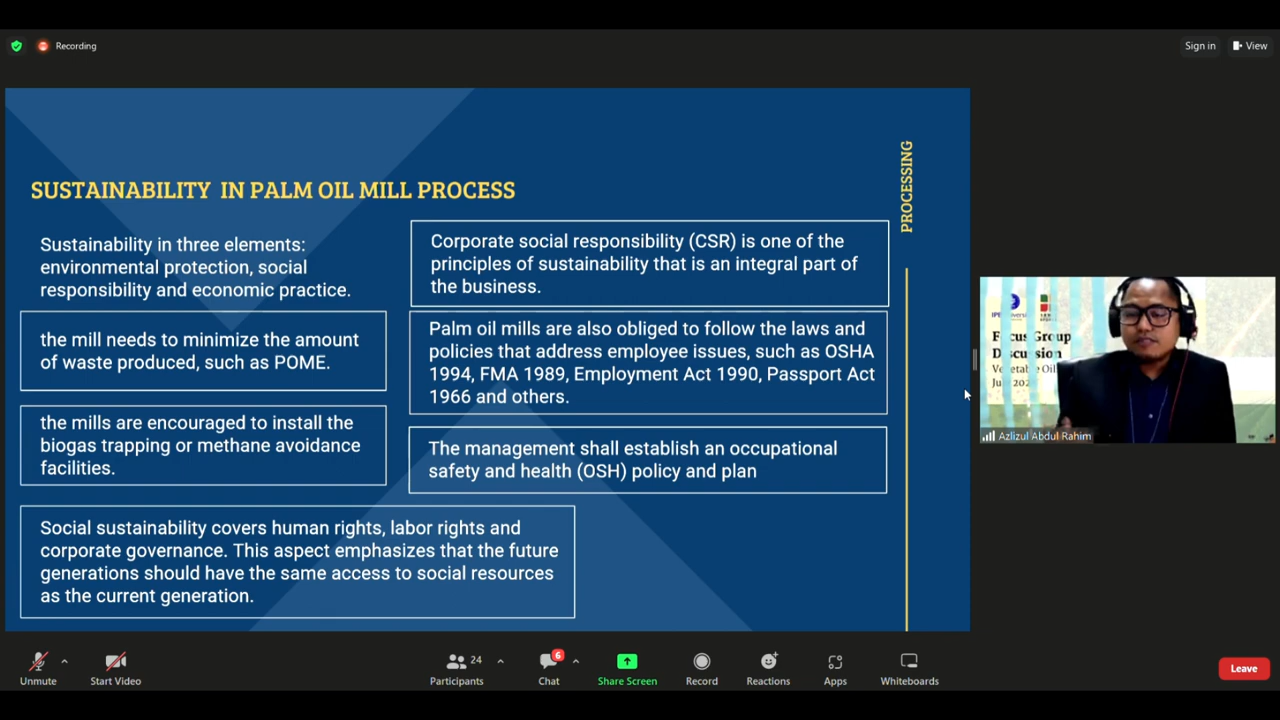 Recording
Sign in
View
PROCESSING
SUSTAINABILITY IN PALM OIL MILL PROCESS
Sustainability in three elements:
environmental protection, social
responsibility and economic practice.
the mill needs to minimize the amount
of waste produced, such as POME.
the mills are encouraged to install the
biogas trapping or methane avoidance
facilities.
Social sustainability covers human rights, labor rights and
corporate governance. This aspect emphasizes that the future
generations should have the same access to social resources
as the current generation.
Corporate social responsibility (CSR) is one of the
principles of sustainability that is an integral part of
the business.
Palm oil mills are also obliged to follow the laws and
policies that address employee issues, such as OSHA
1994, FMA 1989, Employment Act 1990, Passport Act
1966 and others.
The management shall establish an occupational
safety and health (OSH) policy and plan
Focus Group
Discussion
Vegetable Oil
Azlizul Abdul Rahim
Unmute
Start Video
24
Participants
6
Chat
Share Screen
Record
Reactions
Apps
Whiteboards
Leave